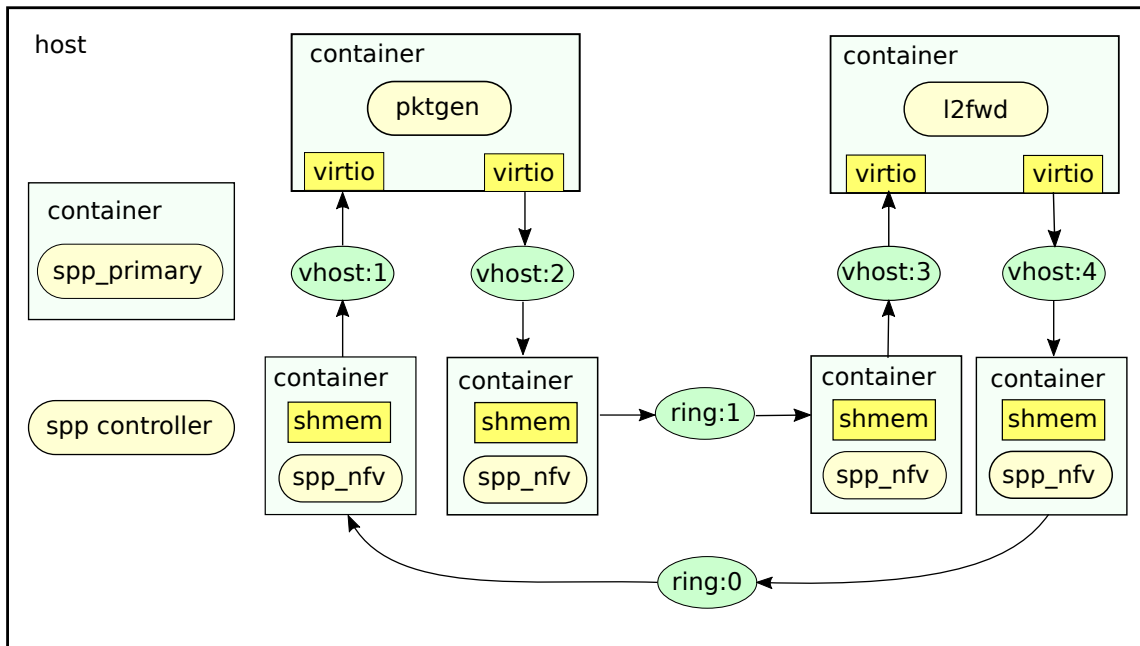 host
container
pktgen
virtio
virtio
container
l2fwd
virtio
virtio
container
spp_primary
vhost:1
vhost:2
vhost:3
vhost:4
spp controller
container
shmem
spp_nfv
container
shmem
spp_nfv
ring:1
container
shmem
spp_nfv
container
shmem
spp_nfv
ring:0